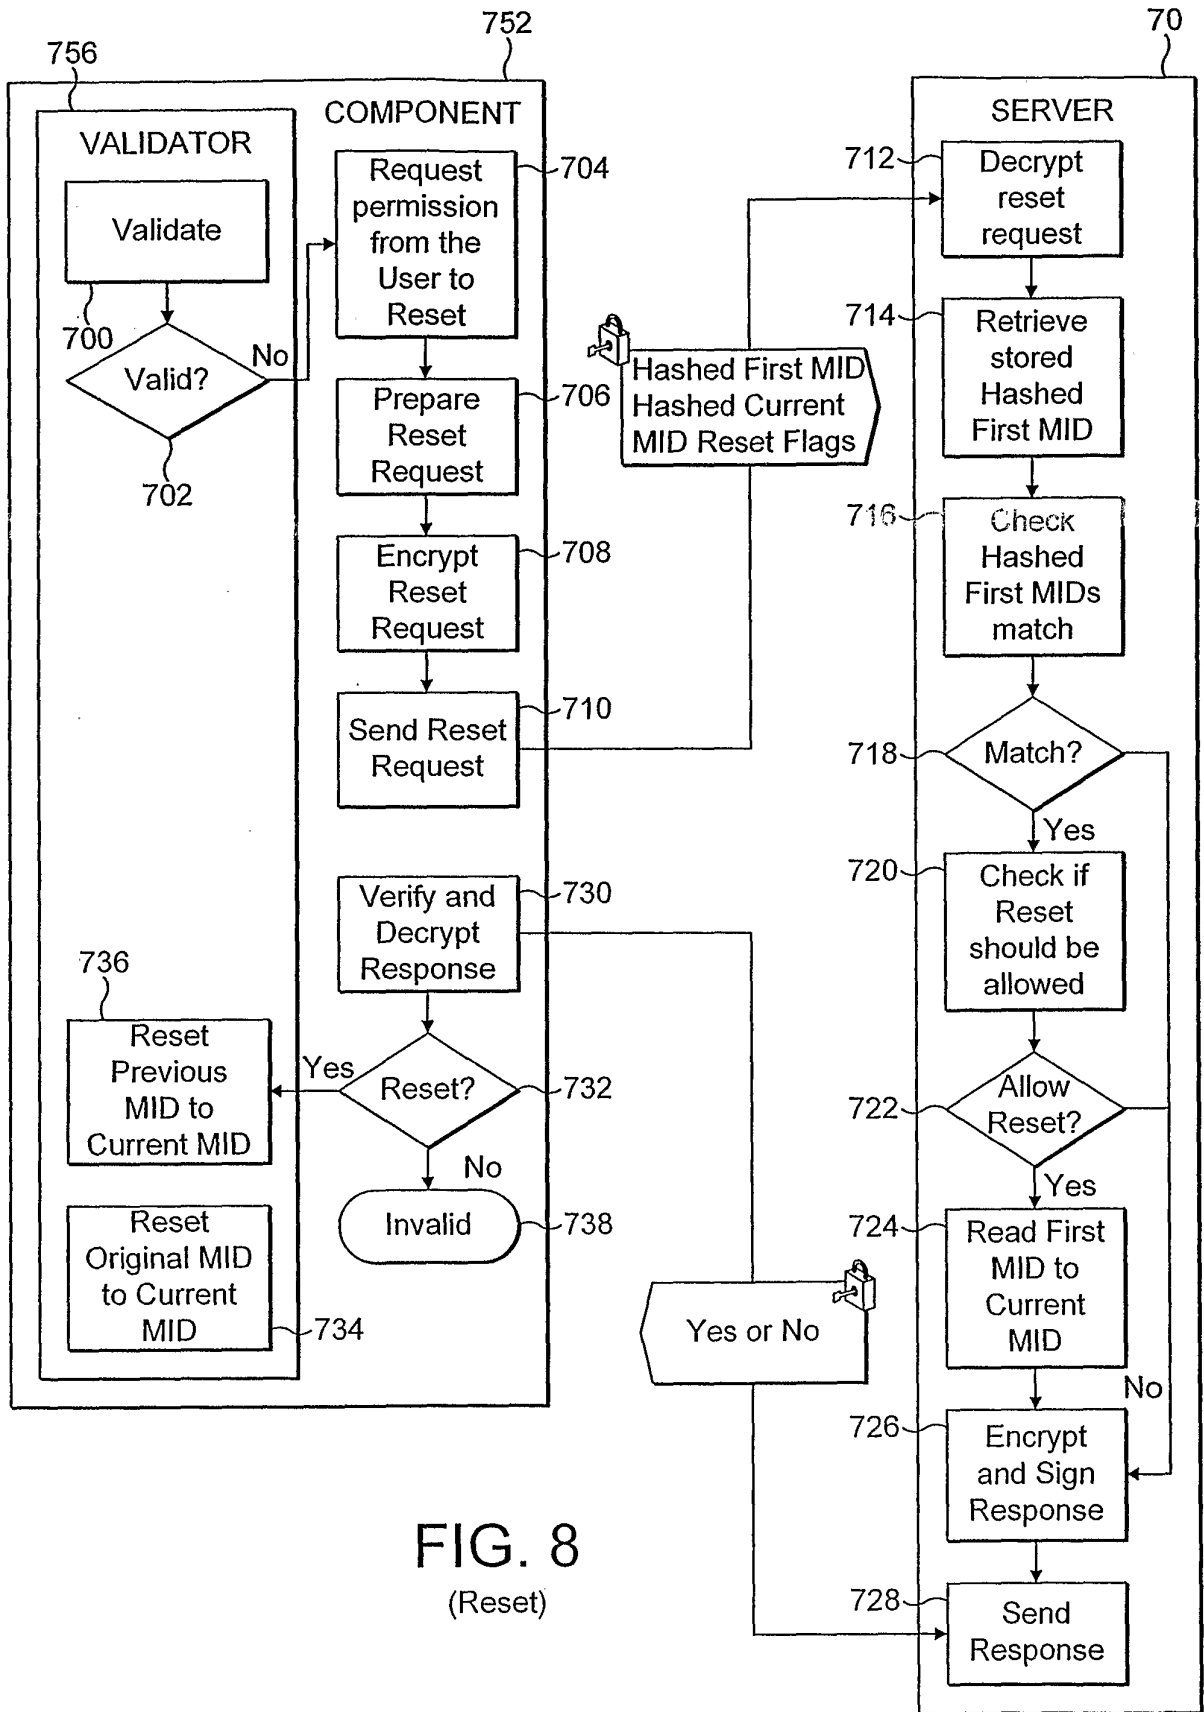 70
752
756
COMPONENT
VALIDATOR
Validate
700
Valid?
No
702
Request
permission
from the
User to
Reset
704
Prepare
Reset
Request
706
Encrypt
Reset
Request
708
Send Reset
Request
710
Hashed First MID
Hashed Current
MID Reset Flags
SERVER
712
Decrypt
reset
request
714
Retrieve
stored
Hashed
First MID
716
Check
Hashed
First MIDs
match
718
Match?
Yes
720
Check if
Reset
should be
allowed
722
Allow
Reset?
Yes
724
Read First
MID to
Current
MID
No
726
Encrypt
and Sign
Response
728
Send
Response
Yes or No
Verify and
Decrypt
Response
730
Reset?
732
Yes
No
Invalid
738
736
Reset
Previous
MID to
Current MID
Reset
Original MID
to Current
MID
734
FIG. 8
(Reset)